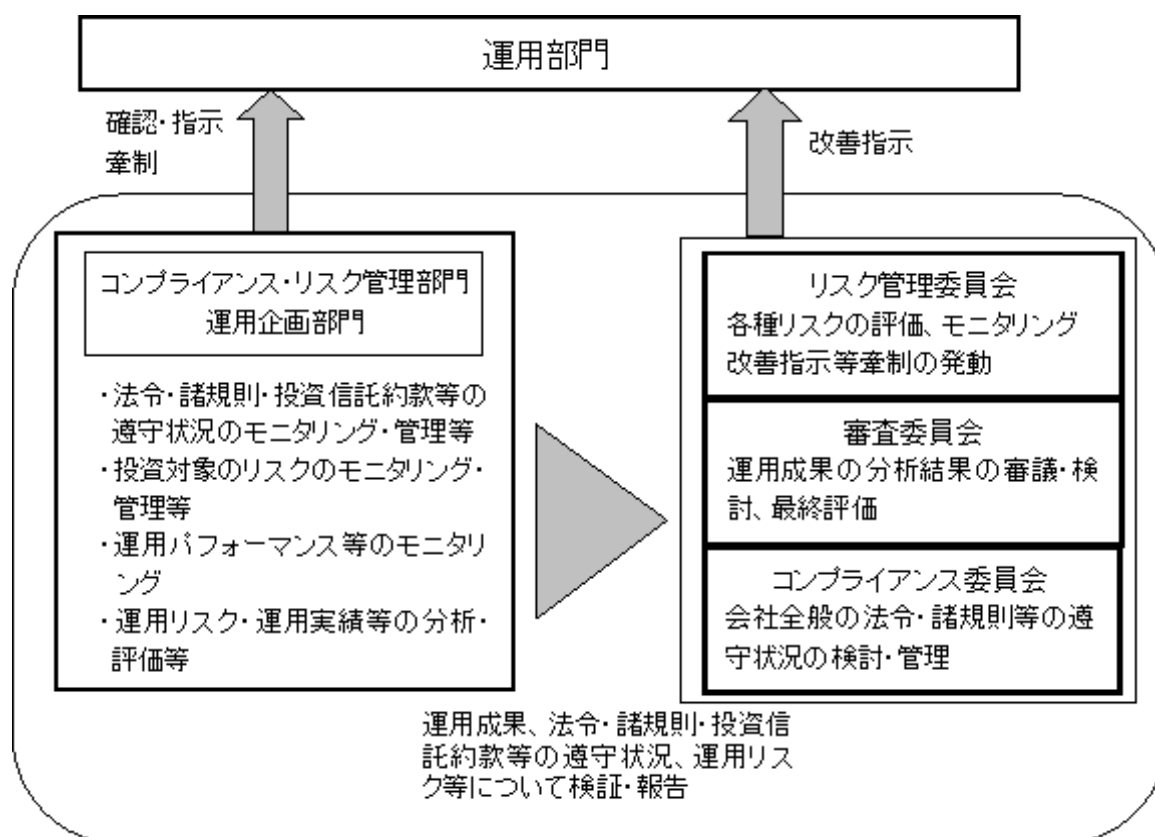 運用部門
確認・指示
牽制
改善指示
コンプライアンス・リスク管理部門
運用企画部門
・法令・諸規則・投資信託約款等の
遵守状況のモニタリング・管理等
・投資対象のリスクのモニタリング・
管理等
・運用パフォーマンス等のモニタリ
ング
・運用リスク・運用実績等の分析・
評価等
リスク管理委員会
各種リスクの評価、モニタリング
改善指示等牽制の発動
審査委員会
運用成果の分析結果の審議・検
討、最終評価
コンプライアンス委員会
会社全般の法令・諸規則等の遵
守状況の検討・管理
運用成果、法令・諸規則・投資信
託約款等の遵守状況、運用リス
ク等について検証・報告